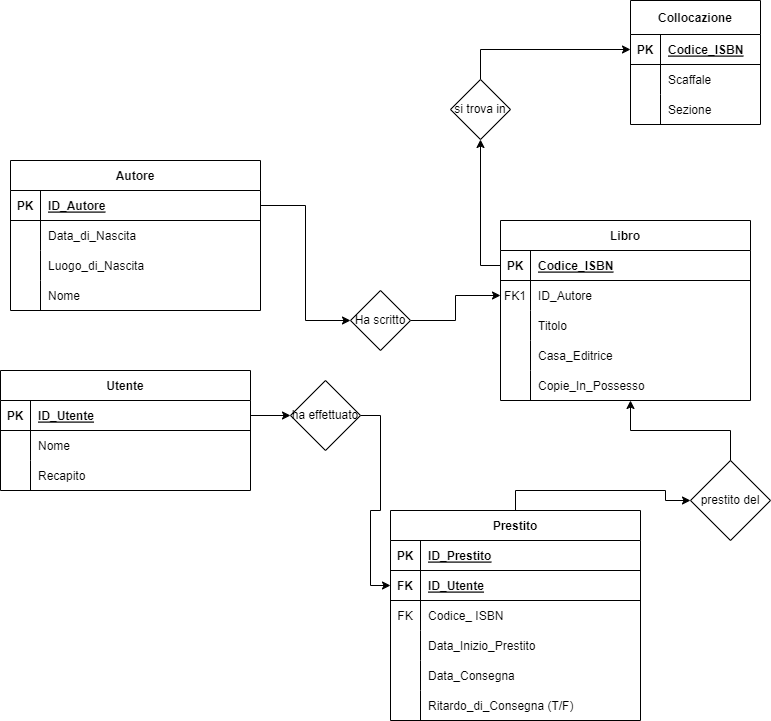 Collocazione
PK Codice_ISBN
Scaffale
Sezione
si trova in
Autore
PK ID_Autore
Data_di_Nascita
Luogo_di_Nascita
Nome
Ha scritto
Libro
PK Codice_ISBN
FK1 ID_Autore
Titolo
Casa_Editrice
Copie_In_Possesso
Utente
PK ID_Utente
Nome
Recapito
ha effettuato
prestito del
Prestito
PK ID_Prestito
FK ID_Utente
FK Codice_ ISBN
Data_Inizio_Prestito
Data_Consegna
Ritardo_di_Consegna (T/F)